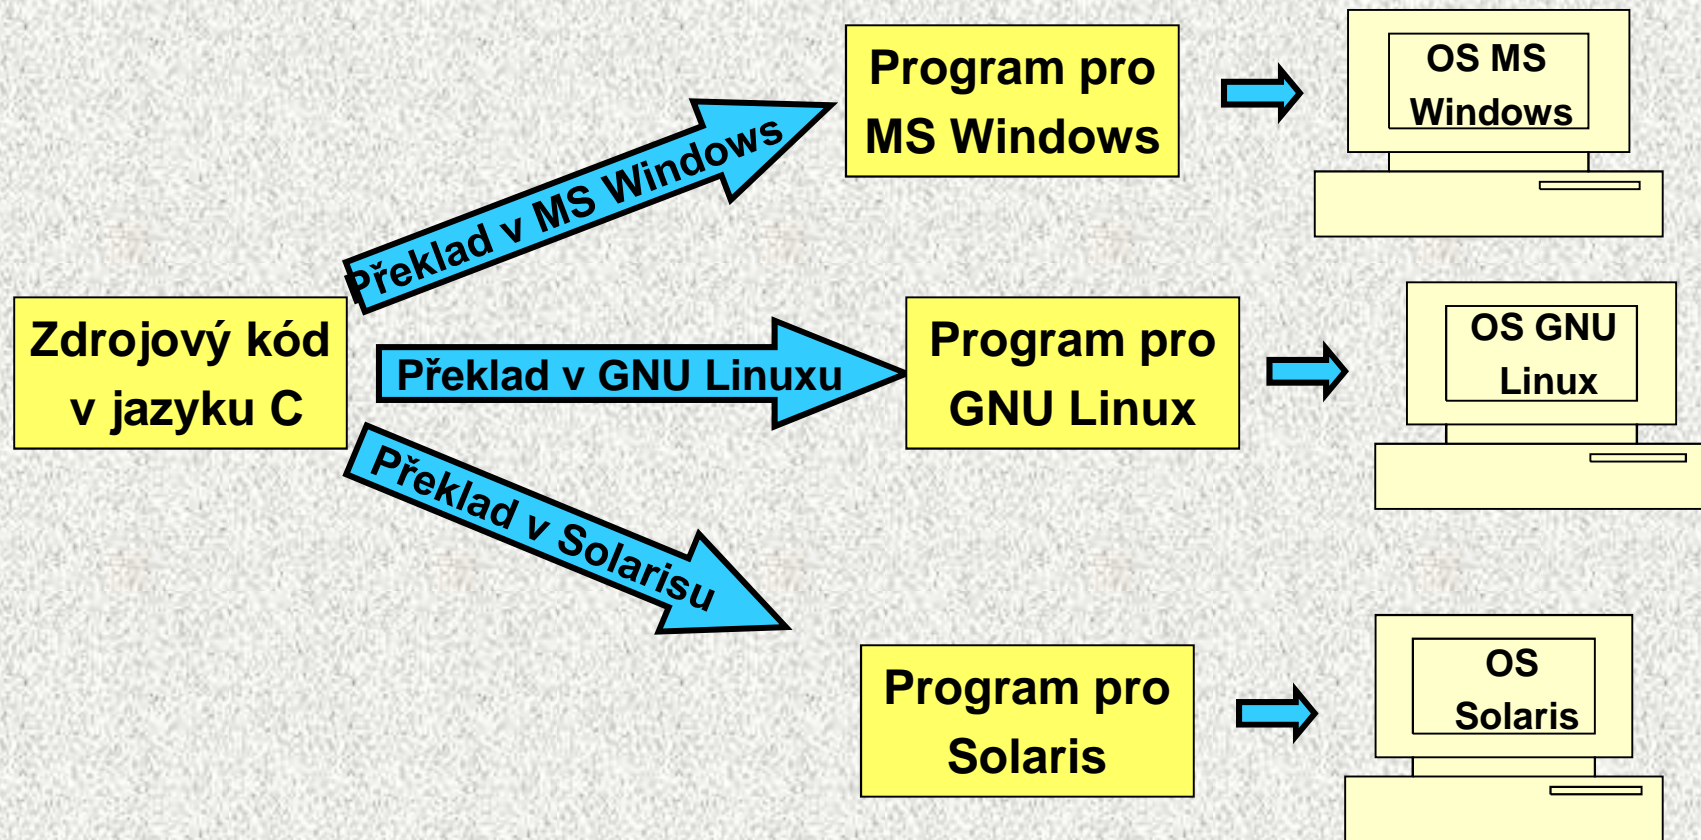 Zdrojový kód
v jazyku C
Překlad v MS Windows
Program pro
MS Windows
OS MS
Windows
Překlad v GNU Linuxu
Program pro
GNU Linux
OS GNU
Linux
Překlad v Solarisu
Program pro
Solaris
OS
Solaris